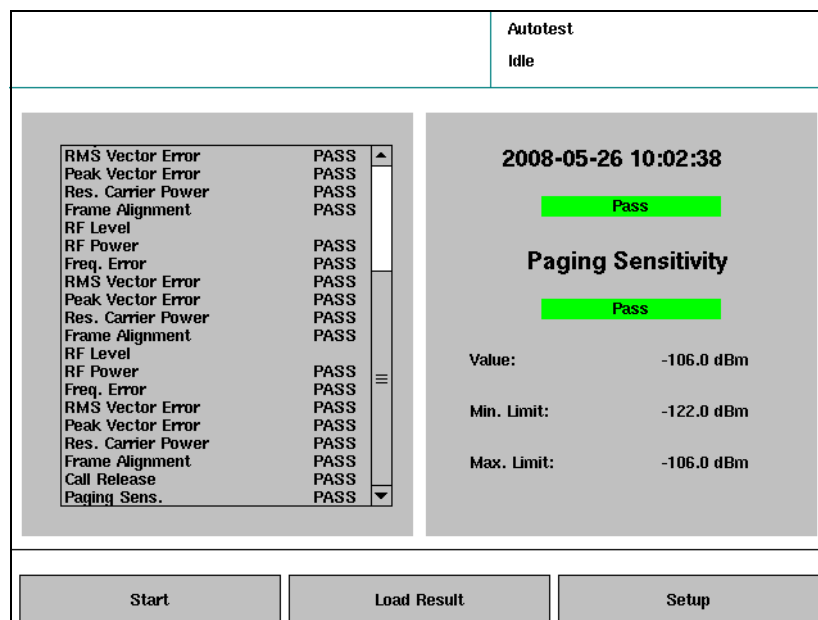 Autotest
Idle
RMS Vector Error PASS
Peak Vector Error PASS
Res. Carrier Power PASS
Frame Alignment PASS
RF Level
RF Power PASS
Freq. Error PASS
RMS Vector Error PASS
Peak Vector Error PASS
Res. Carrier Power PASS
Frame Alignment PASS
RF Level
RF Power PASS
Freq. Error PASS
RMS Vector Error PASS
Peak Vector Error PASS
Res. Carrier Power PASS
Frame Alignment PASS
Call Release PASS
Paging Sens. PASS
2008-05-26 10:02:38
Pass
Paging Sensitivity
Pass
Value: -106.0 dBm
Min. Limit: -122.0 dBm
Max. Limit: -106.0 dBm
Start
Load Result
Setup